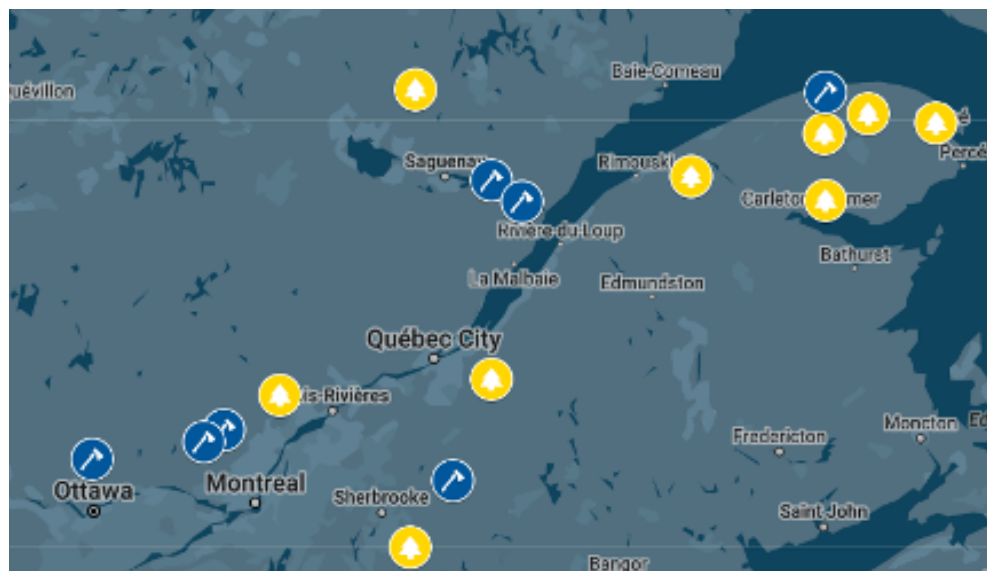 Baie-Comeau
uévillon
é
Saguenay
Rimouski
Percé
Carleton
mer
Rivière-du-Loup
Bathurst
La Malbaie
Edmundston
Québec City
is-Rivières
Moncton
Ed
Fredericton
Ottawa
Montreal
Sherbrooke
Saint John
Bangor